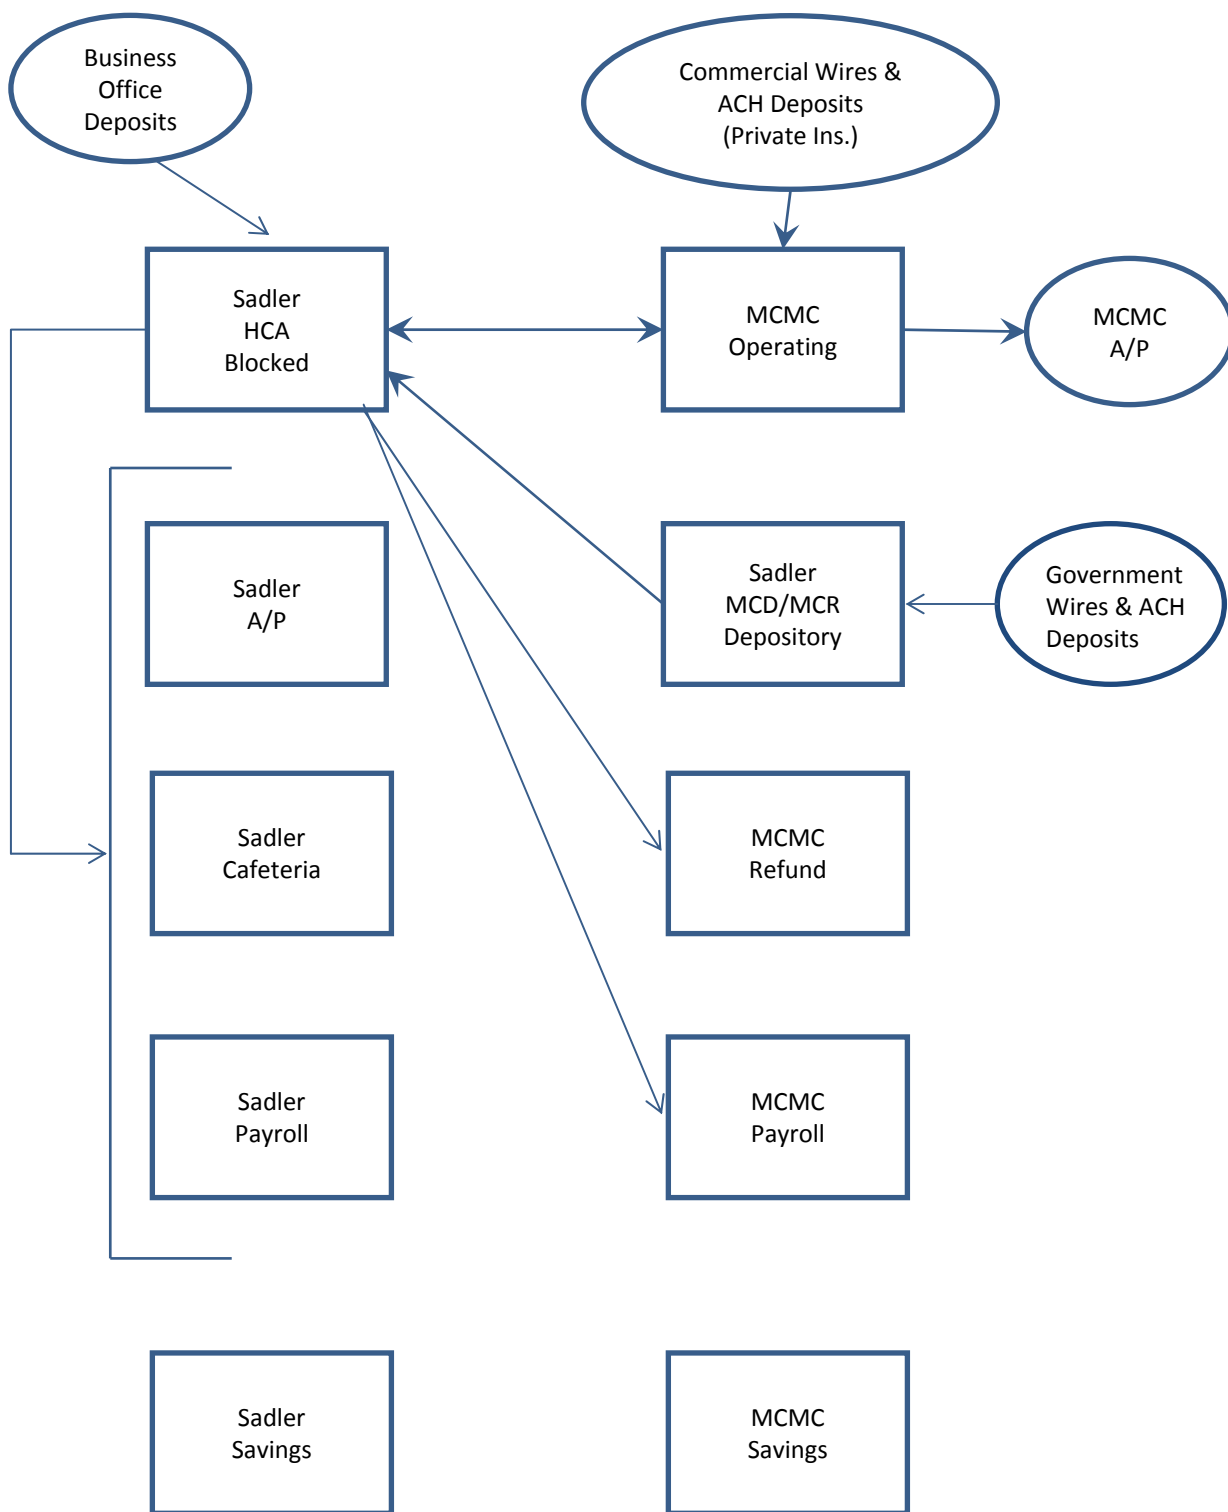 Business
Office
Deposits
Commercial Wires &
ACH Deposits
(Private Ins.)
Sadler
HCA
Blocked
MCMC
Operating
MCMC
A/P
Sadler
A/P
Sadler
MCD/MCR
Depository
Government
Wires & ACH
Deposits
Sadler
Cafeteria
MCMC
Refund
Sadler
Payroll
MCMC
Payroll
Sadler
Savings
MCMC
Savings